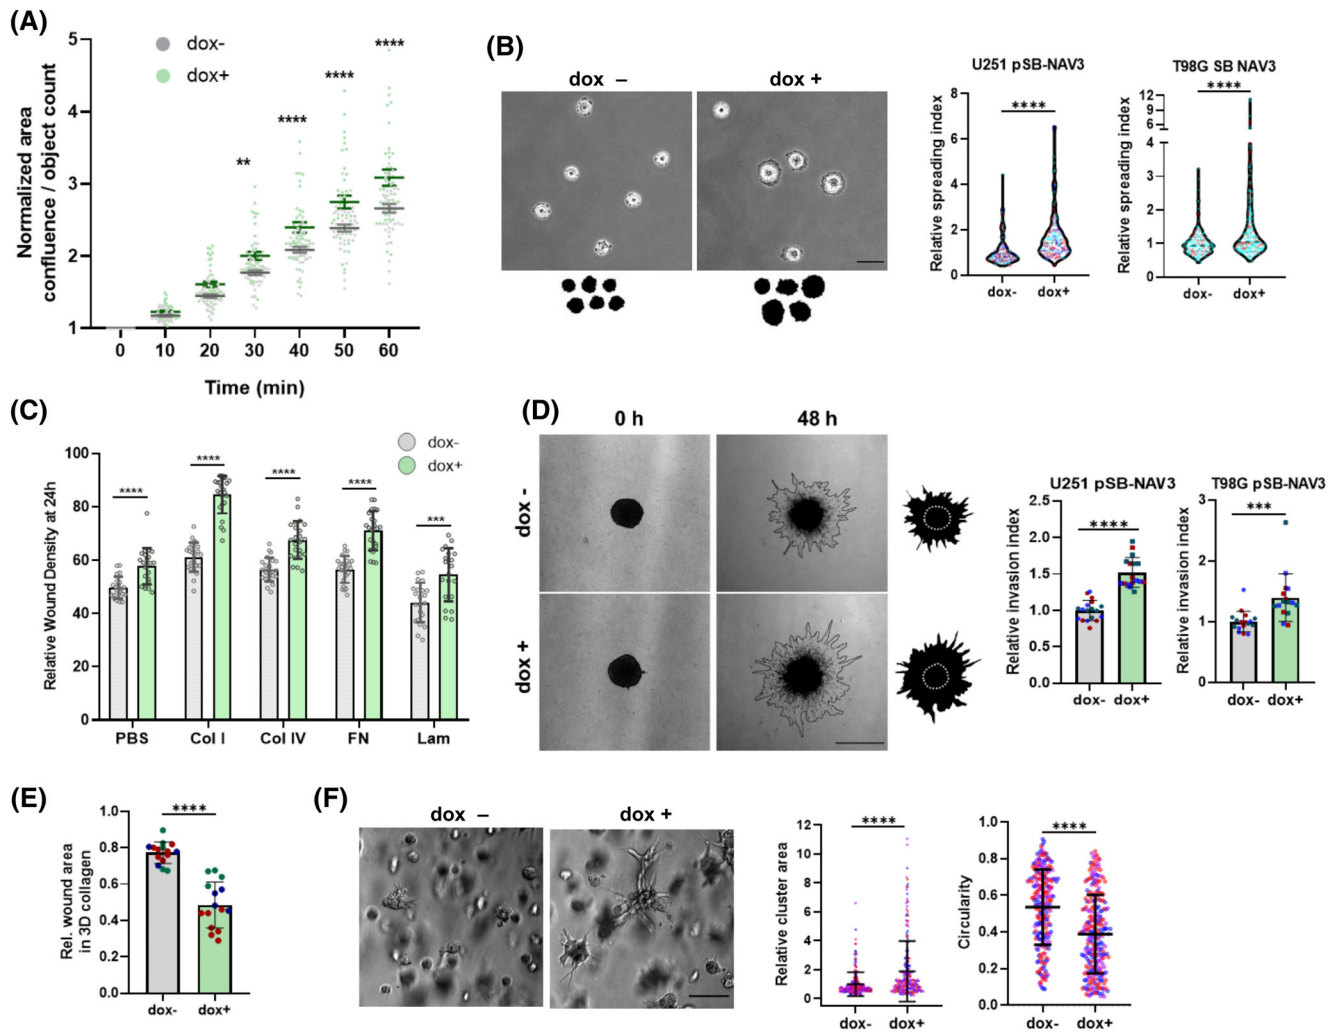 (A)
5
4
3
2
1
Normalized area
confluence / object count
dox-
dox+
**
****
****
****
0 10 20 30 40 50 60
Time (min)
(B)
dox –
dox +
U251 pSB-NAV3
Relative spreading index
8
6
4
2
0
****
dox- dox+
T98G SB NAV3
Relative spreading index
12
9
6
4
3
2
1
0
****
dox- dox+
(C)
dox-
dox+
Relative Wound Density at 24h
100
80
60
40
20
0
****
****
****
****
***
PBS Col I Col IV FN Lam
(D)
0 h
48 h
dox -
dox +
U251 pSB-NAV3
Relative invasion index
2.5
2.0
1.5
1.0
0.5
0.0
****
dox- dox+
T98G pSB-NAV3
Relative invasion index
3
2
1
0
***
dox- dox+
(E)
Rel. wound area
in 3D collagen
1.0
0.8
0.6
0.4
0.2
0.0
****
dox- dox+
(F)
dox –
dox +
Relative cluster area
12
10
8
6
4
2
0
****
dox- dox+
Circularity
1.0
0.8
0.6
0.4
0.2
0.0
****
dox- dox+